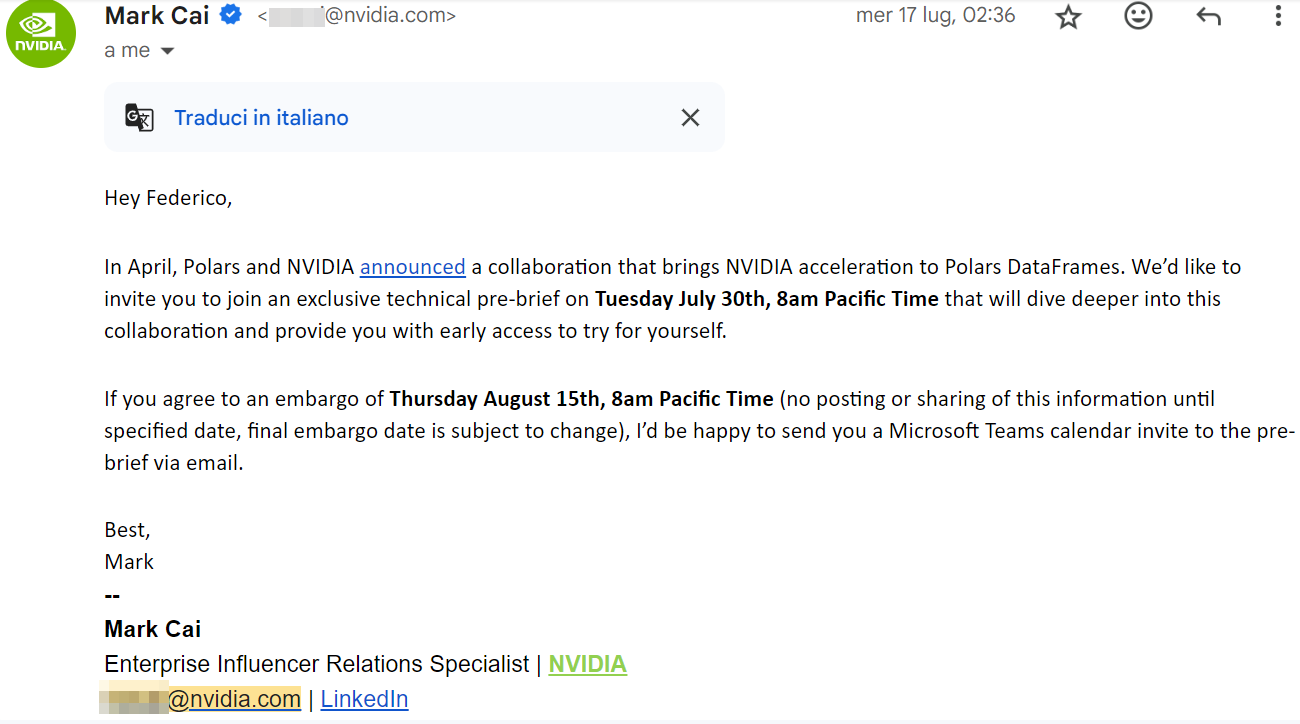 Mark Cai < @nvidia.com> mer 17 lug, 02:36
nVIDIA.
a me
Traduci in italiano
Hey Federico,
In April, Polars and NVIDIA announced a collaboration that brings NVIDIA acceleration to Polars DataFrames. We’d like to
invite you to join an exclusive technical pre-brief on Tuesday July 30th, 8am Pacific Time that will dive deeper into this
collaboration and provide you with early access to try for yourself.
If you agree to an embargo of Thursday August 15th, 8am Pacific Time (no posting or sharing of this information until
specified date, final embargo date is subject to change), I’d be happy to send you a Microsoft Teams calendar invite to the pre-
brief via email.
Best,
Mark
--
Mark Cai
Enterprise Influencer Relations Specialist | NVIDIA
@nvidia.com | LinkedIn